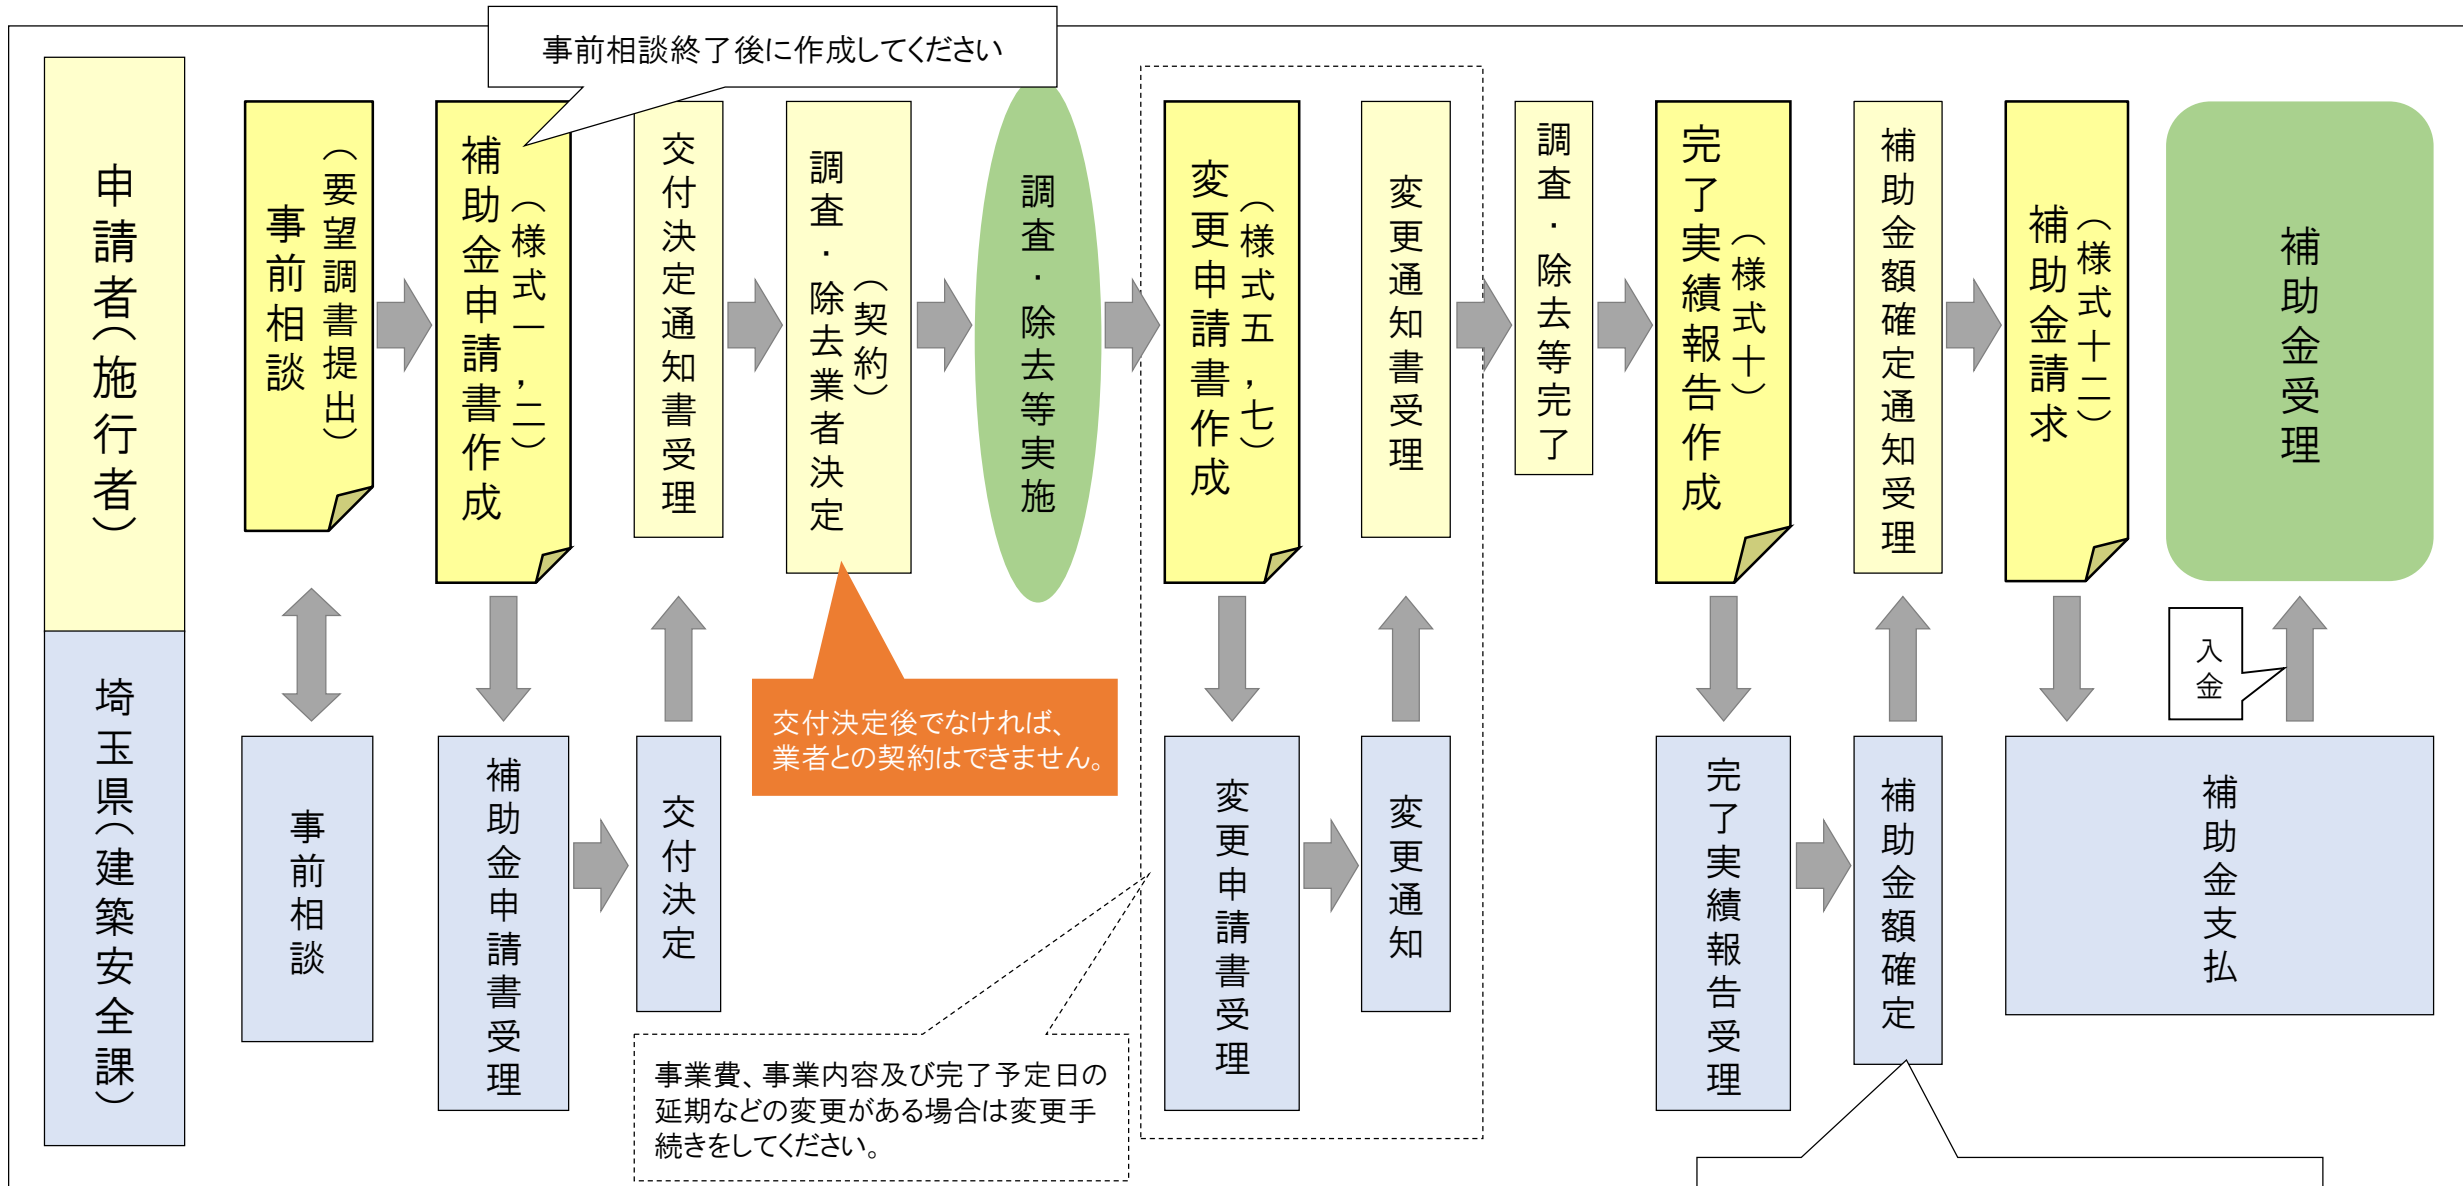 事前相談終了後に作成してください
申請者（施行者）
事前相談
（要望調書提出）
補助金申請書作成
（様式一，二）
交付決定通知書受理
調査・除去業者決定
（契約）
調査・除去等実施
変更申請書作成
（様式五，七）
変更通知書受理
調査・除去等完了
完了実績報告作成
（様式十）
補助金額確定通知受理
補助金請求
（様式十二）
補助金受理
入金
交付決定後でなければ、
業者との契約はできません。
埼玉県（建築安全課）
事前相談
補助金申請書受理
交付決定
変更申請書受理
変更通知
完了実績報告受理
補助金額確定
補助金支払
事業費、事業内容及び完了予定日の
延期などの変更がある場合は変更手
続きをしてください。